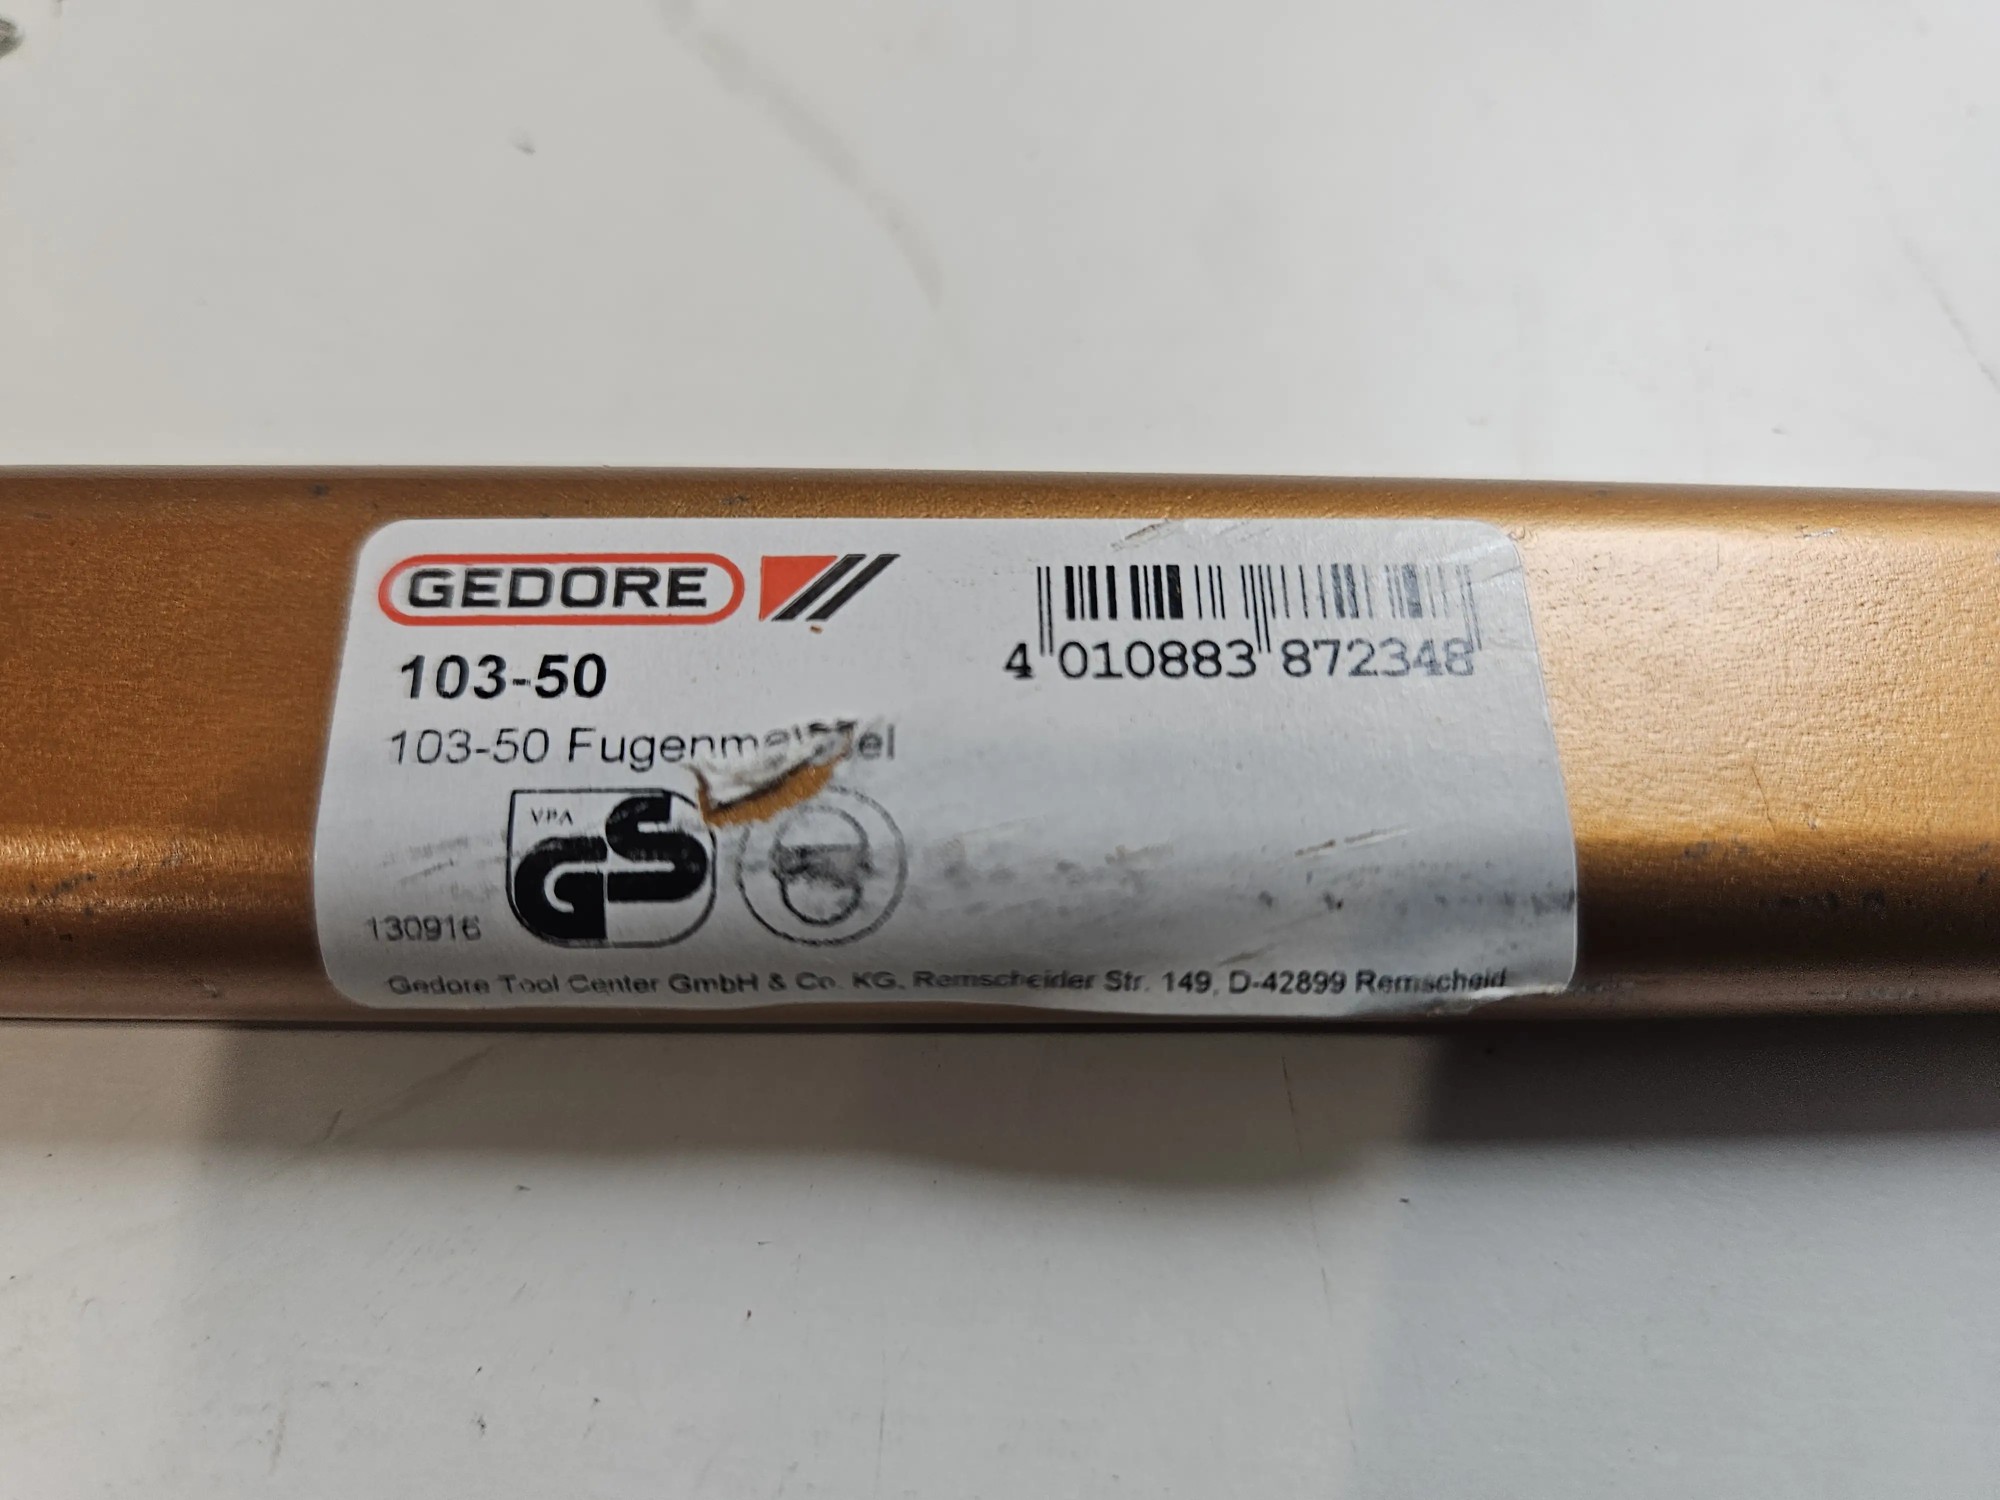 GEDORE
4 010883 872348
103-50
103-50 Fugenmeißel
VPA
GS
130916
Gedore Tool Center GmbH & Co. KG, Remscheider Str. 149, D-42899 Remscheid